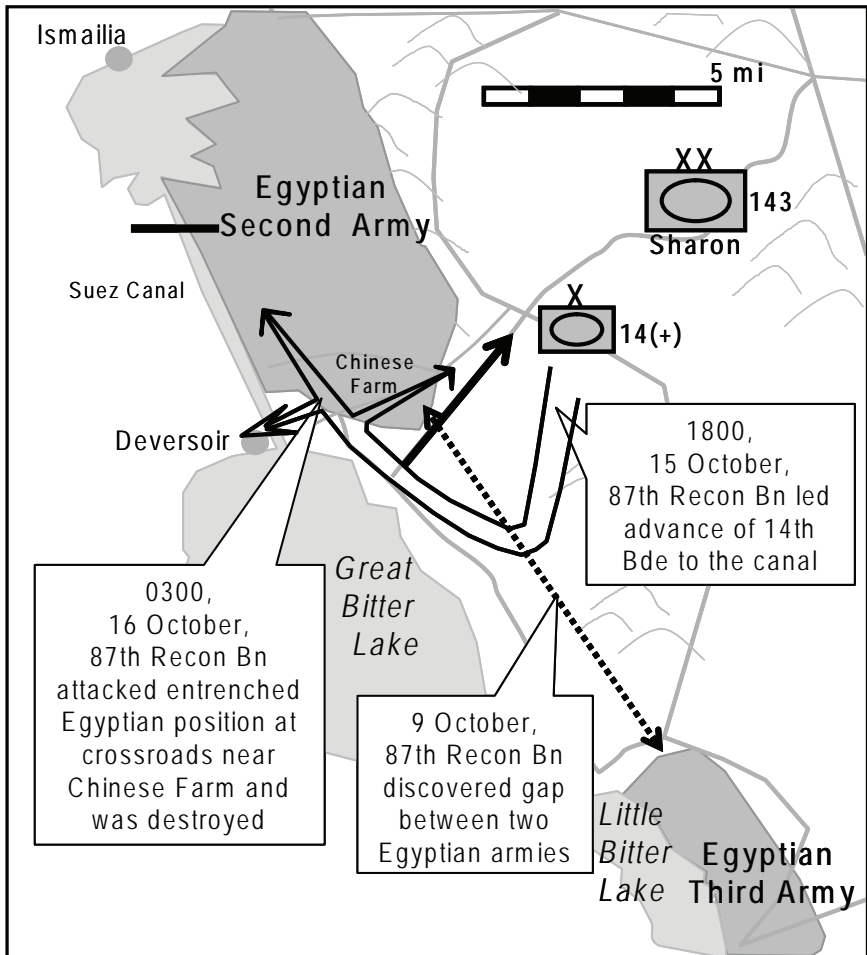 Ismailia
5 mi
XX
143
Sharon
Egyptian
Second Army
Suez Canal
X
14(+)
Chinese
Farm
Deversoir
1800,
15 October,
87th Recon Bn led
advance of 14th
Bde to the canal
Great
Bitter
Lake
0300,
16 October,
87th Recon Bn
attacked entrenched
Egyptian position at
crossroads near
Chinese Farm and
was destroyed
9 October,
87th Recon Bn
discovered gap
between two
Egyptian armies
Little
Bitter
Lake
Egyptian
Third Army